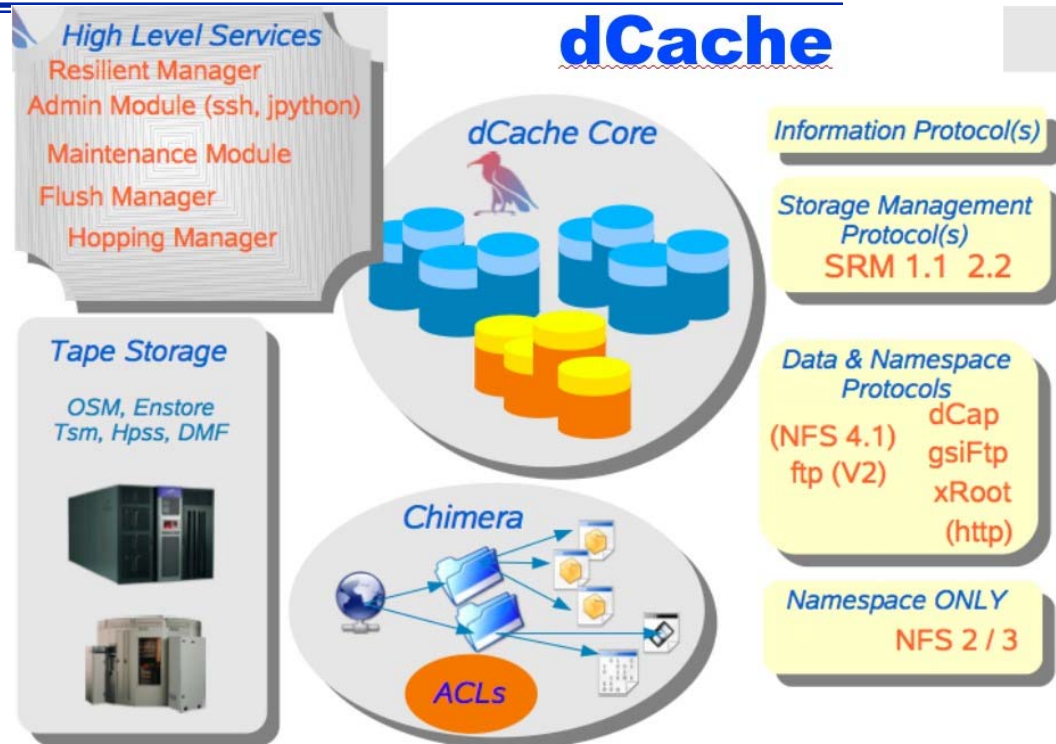 dCache
High Level Services
Resilient Manager
Admin Module (ssh, jpython)
Maintenance Module
Flush Manager
Hopping Manager
dCache Core
Information Protocol(s)
Storage Management
Protocol(s)
SRM 1.1 2.2
Tape Storage
OSM, Enstore
Tsm, Hpss, DMF
Data & Namespace
Protocols
(NFS 4.1)
ftp (V2)
dCap
gsiFtp
xRoot
(http)
Chimera
ACLs
Namespace ONLY
NFS 2 / 3